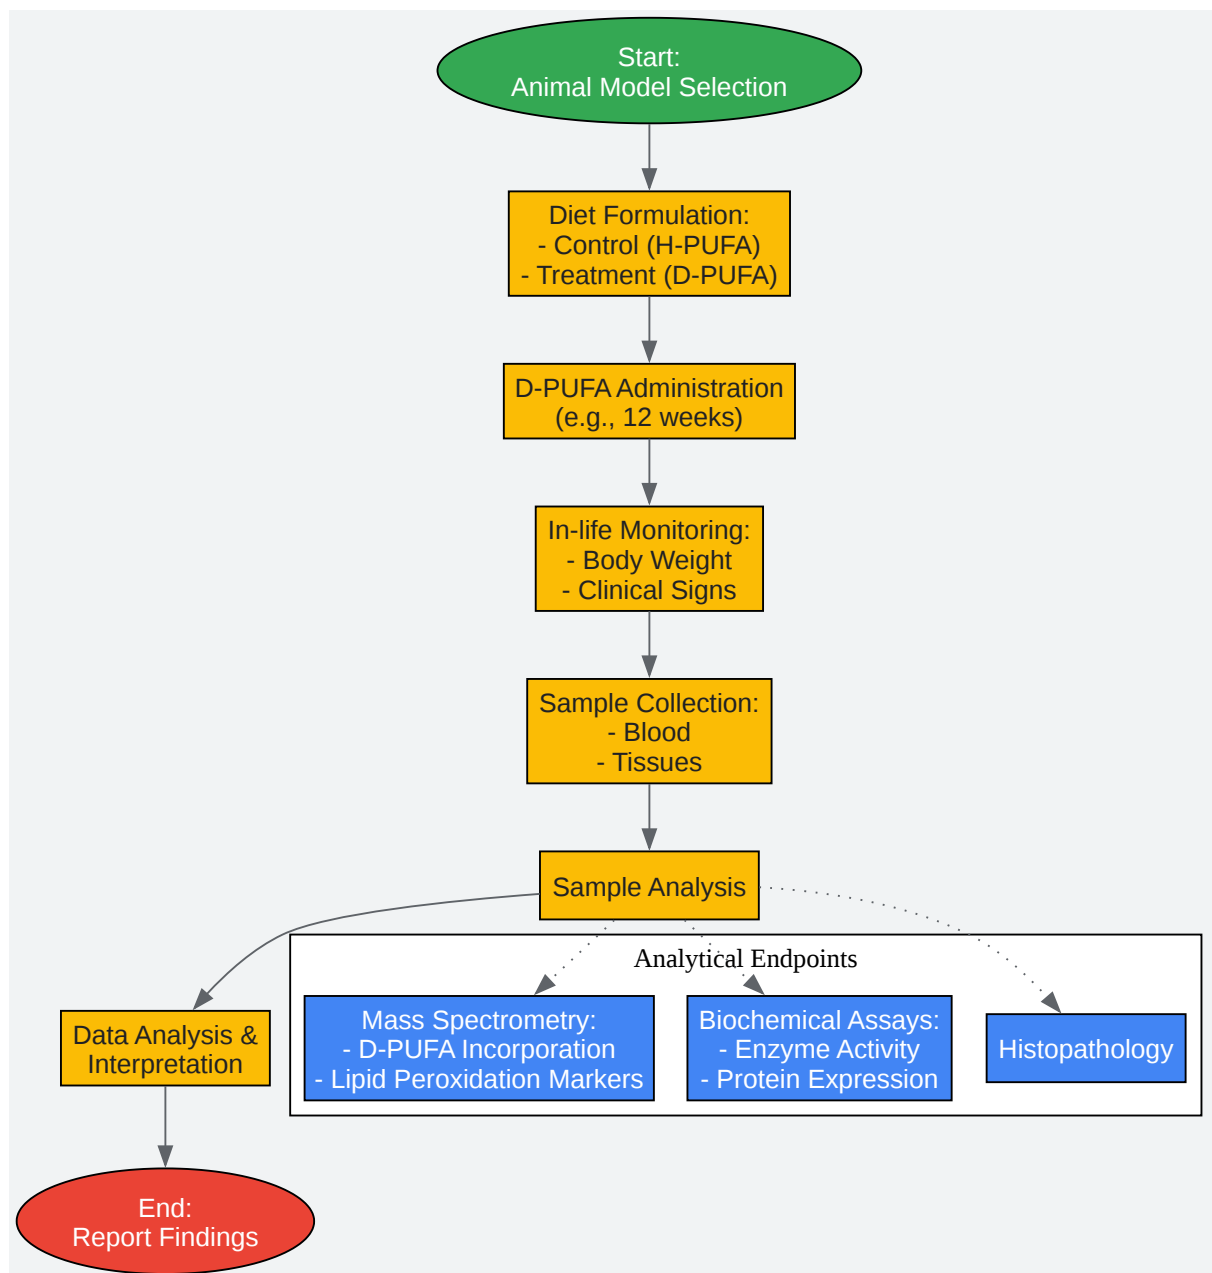 Start:
Animal Model Selection
Diet Formulation:
- Control (H-PUFA)
- Treatment (D-PUFA)
D-PUFA Administration
(e.g., 12 weeks)
In-life Monitoring:
- Body Weight
- Clinical Signs
Sample Collection:
- Blood
- Tissues
Sample Analysis
Analytical Endpoints
Mass Spectrometry:
- D-PUFA Incorporation
- Lipid Peroxidation Markers
Biochemical Assays:
- Enzyme Activity
- Protein Expression
Histopathology
Data Analysis &
Interpretation
End:
Report Findings